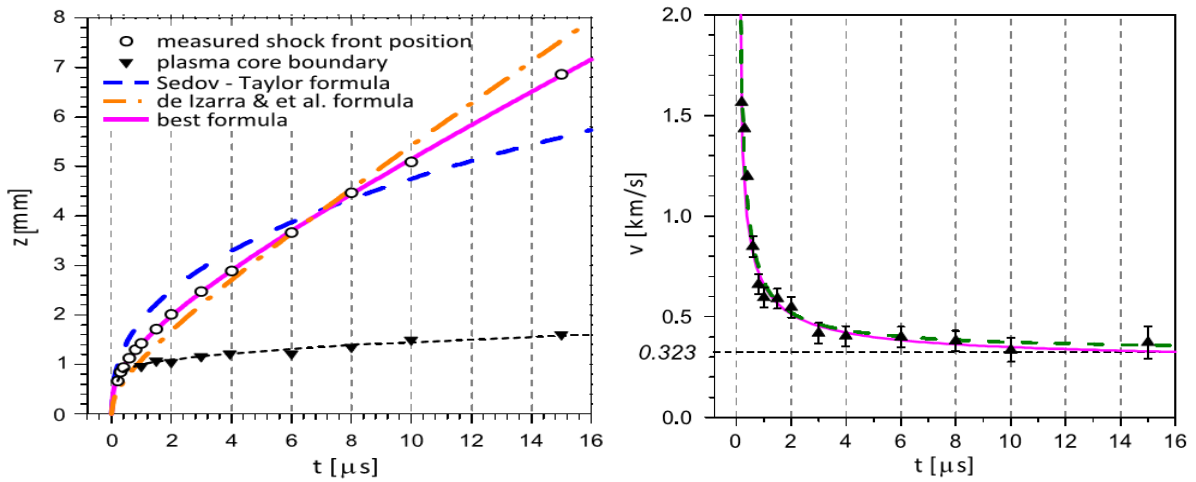 8
7
6
5
4
3
2
1
0
z [mm]
measured shock front position
plasma core boundary
Sedov - Taylor formula
de Izarra & et al. formula
best formula
0 2 4 6 8 10 12 14 16
t [μs]
2.0
1.5
1.0
0.5
0.323
0.0
v [km/s]
0 2 4 6 8 10 12 14 16
t [μs]